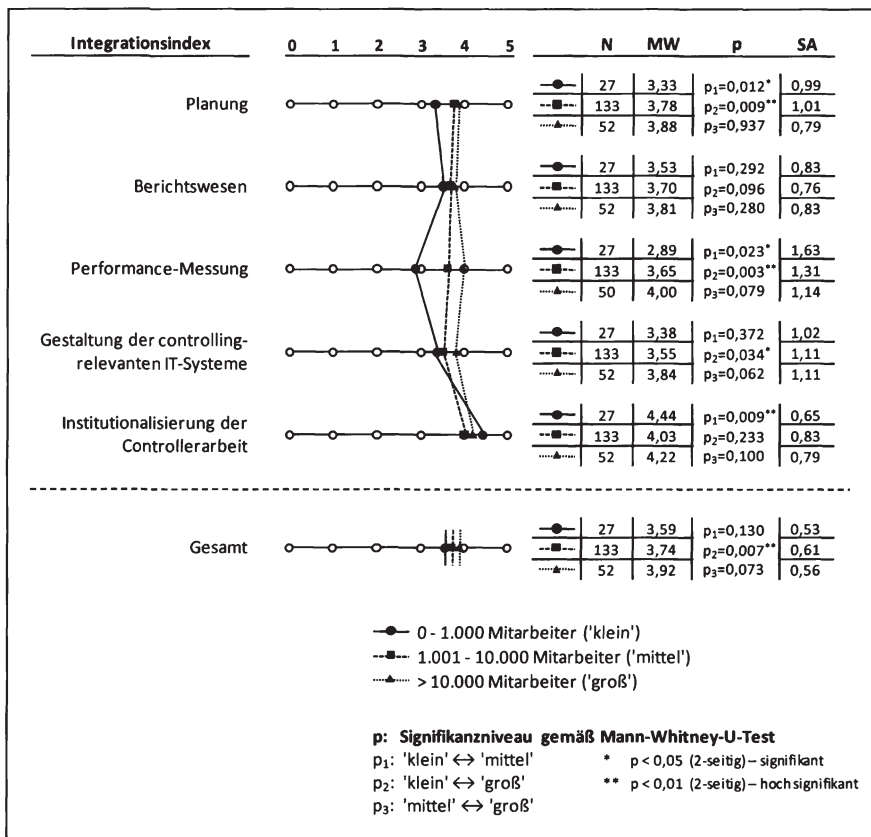 Integrationsindex 0 1 2 3 4 5 N MW p SA
27 3,33 p₁=0,012* 0,99
Planung 133 3,78 p₂=0,009** 1,01
52 3,88 p₃=0,937 0,79
27 3,53 p₁=0,292 0,83
Berichtswesen 133 3,70 p₂=0,096 0,76
52 3,81 p₃=0,280 0,83
27 2,89 p₁=0,023* 1,63
Performance-Messung 133 3,65 p₂=0,003** 1,31
50 4,00 p₃=0,079 1,14
Gestaltung der controlling- 27 3,38 p₁=0,372 1,02
relevanten IT-Systeme 133 3,55 p₂=0,034* 1,11
52 3,84 p₃=0,062 1,11
Institutionalisierung der 27 4,44 p₁=0,009** 0,65
Controllerarbeit 133 4,03 p₂=0,233 0,83
52 4,22 p₃=0,100 0,79
27 3,59 p₁=0,130 0,53
Gesamt 133 3,74 p₂=0,007** 0,61
52 3,92 p₃=0,073 0,56
0 - 1.000 Mitarbeiter ('klein')
1.001 - 10.000 Mitarbeiter ('mittel')
> 10.000 Mitarbeiter ('groß')
p: Signifikanzniveau gemäß Mann-Whitney-U-Test
p₁: 'klein' ↔ 'mittel' * p < 0,05 (2-seitig) – signifikant
p₂: 'klein' ↔ 'groß' ** p < 0,01 (2-seitig) – hochsignifikant
p₃: 'mittel' ↔ 'groß'